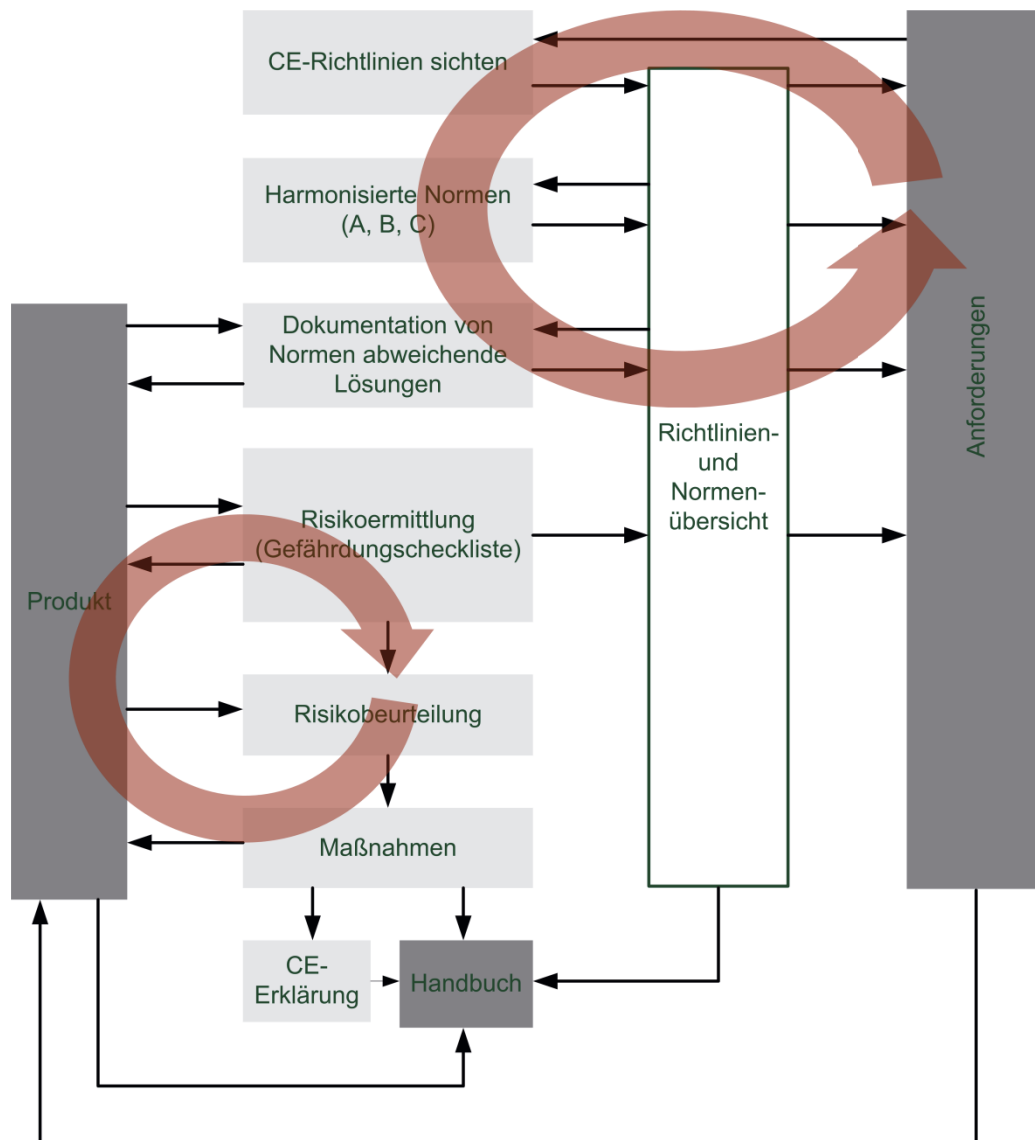 CE-Richtlinien sichten
Harmonisierte Normen
(A, B, C)
Dokumentation von
Normen abweichende
Lösungen
Risikoermittlung
(Gefährdungscheckliste)
Produkt
Risikobeurteilung
Maßnahmen
CE-
Erklärung
Handbuch
Richtlinien-
und
Normen-
übersicht
Anforderungen